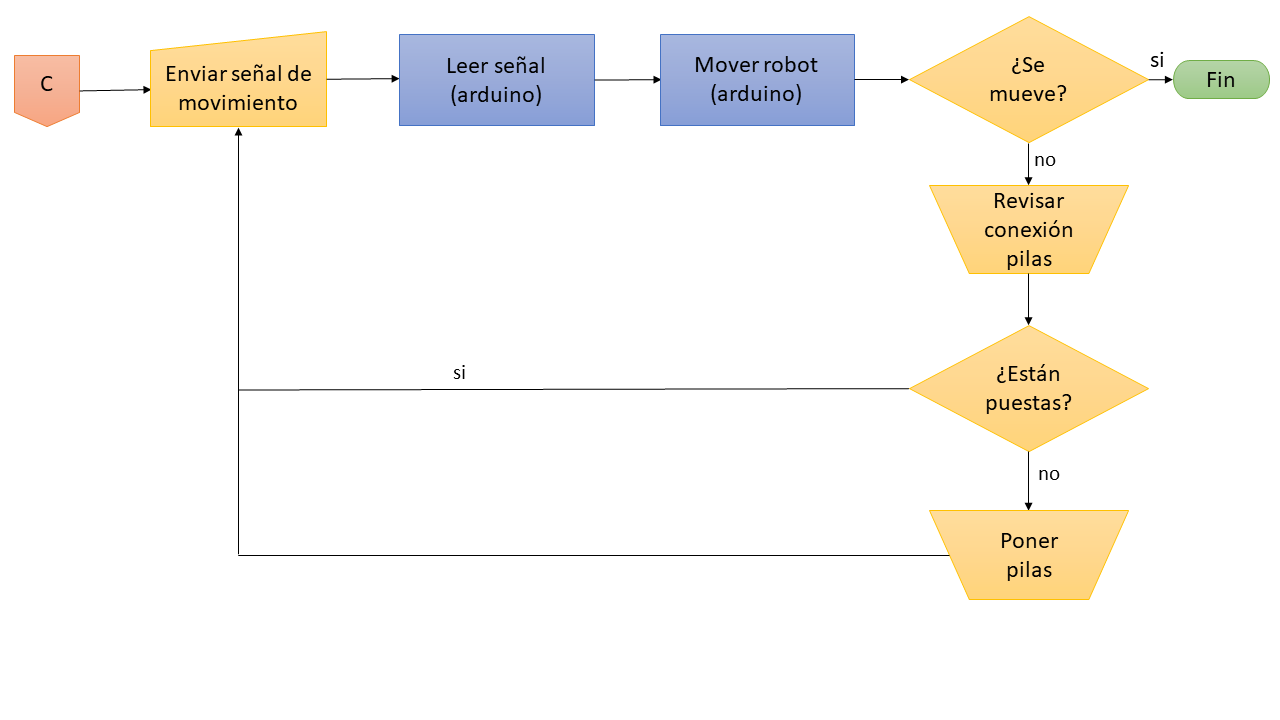 C
Enviar señal de
movimiento
Leer señal
(arduino)
Mover robot
(arduino)
¿Se
mueve?
si
Fin
no
Revisar
conexión
pilas
¿Están
puestas?
si
no
Poner
pilas